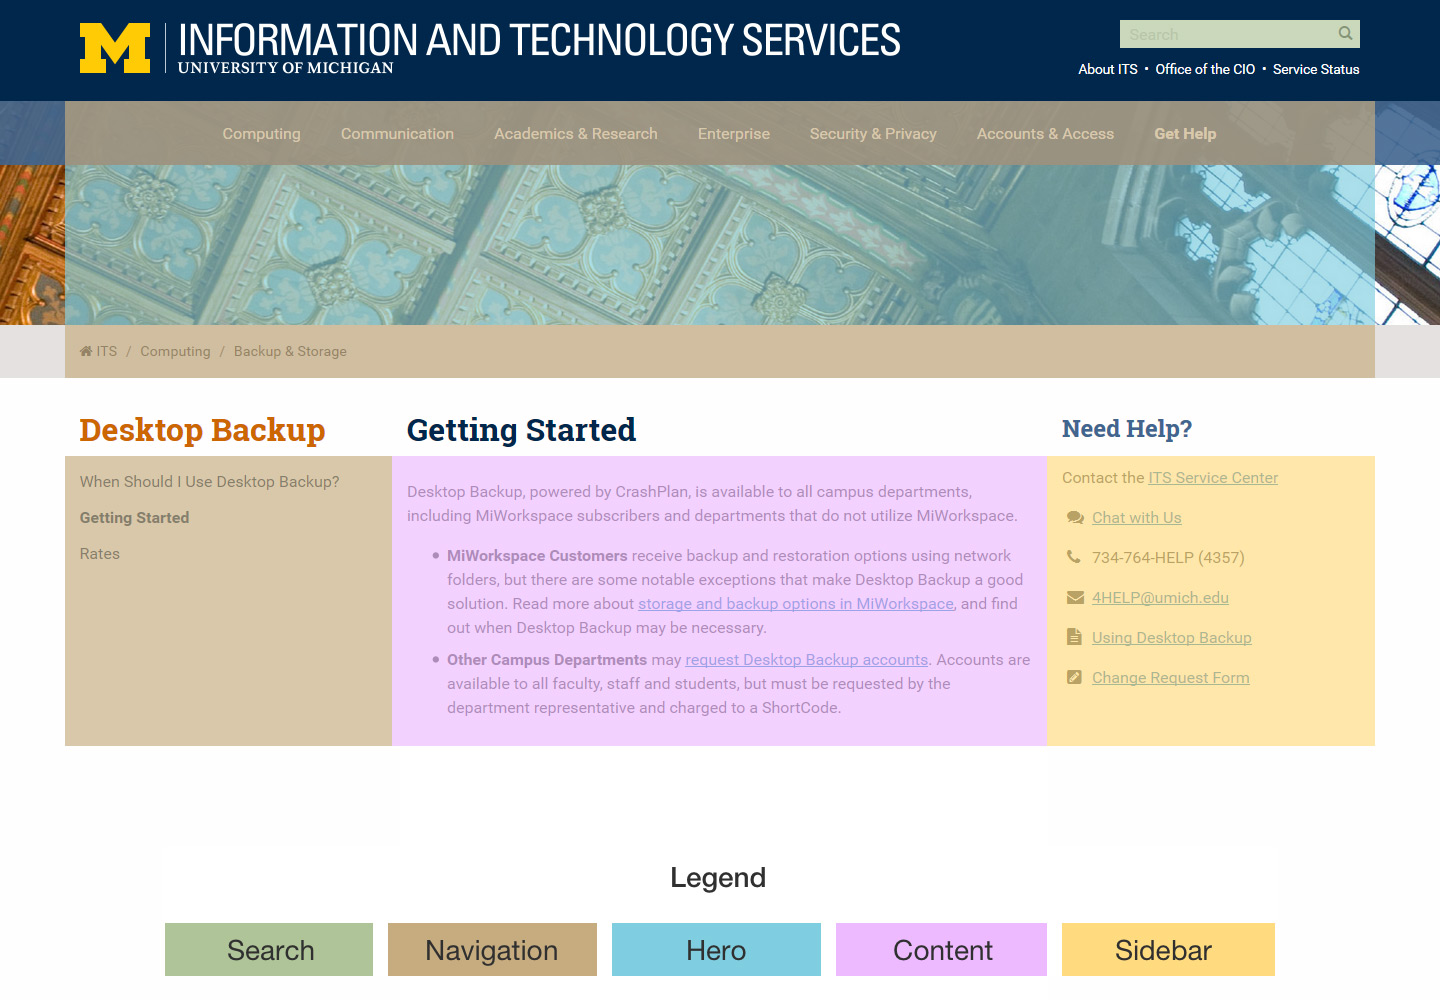 M
INFORMATION AND TECHNOLOGY SERVICES
UNIVERSITY OF MICHIGAN
Search
About ITS • Office of the CIO • Service Status
Computing Communication Academics & Research Enterprise Security & Privacy Accounts & Access Get Help
ITS / Computing / Backup & Storage
Desktop Backup
When Should I Use Desktop Backup?
Getting Started
Rates
Getting Started
Desktop Backup, powered by CrashPlan, is available to all campus departments,
including MiWorkspace subscribers and departments that do not utilize MiWorkspace.
• MiWorkspace Customers receive backup and restoration options using network
folders, but there are some notable exceptions that make Desktop Backup a good
solution. Read more about storage and backup options in MiWorkspace, and find
out when Desktop Backup may be necessary.
• Other Campus Departments may request Desktop Backup accounts. Accounts are
available to all faculty, staff and students, but must be requested by the
department representative and charged to a ShortCode.
Need Help?
Contact the ITS Service Center
Chat with Us
734-764-HELP (4357)
4HELP@umich.edu
Using Desktop Backup
Change Request Form
Legend
Search
Navigation
Hero
Content
Sidebar